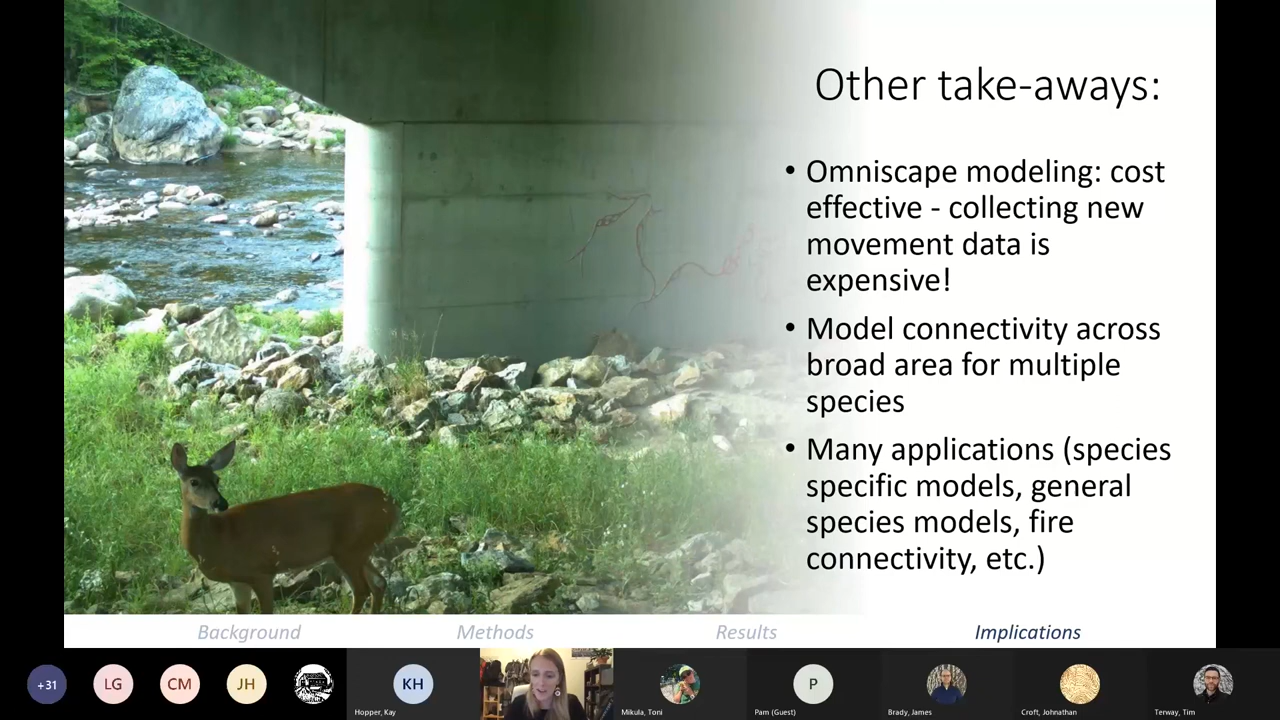 Other take-aways:
• Omniscape modeling: cost
effective - collecting new
movement data is
expensive!
• Model connectivity across
broad area for multiple
species
• Many applications (species
specific models, general
species models, fire
connectivity, etc.)
Background Methods Results Implications
+31 LG CM JH KH P
Hopper, Kay Mikula, Toni Pam (Guest) Brady, James Croft, Johnathan Terway, Tim